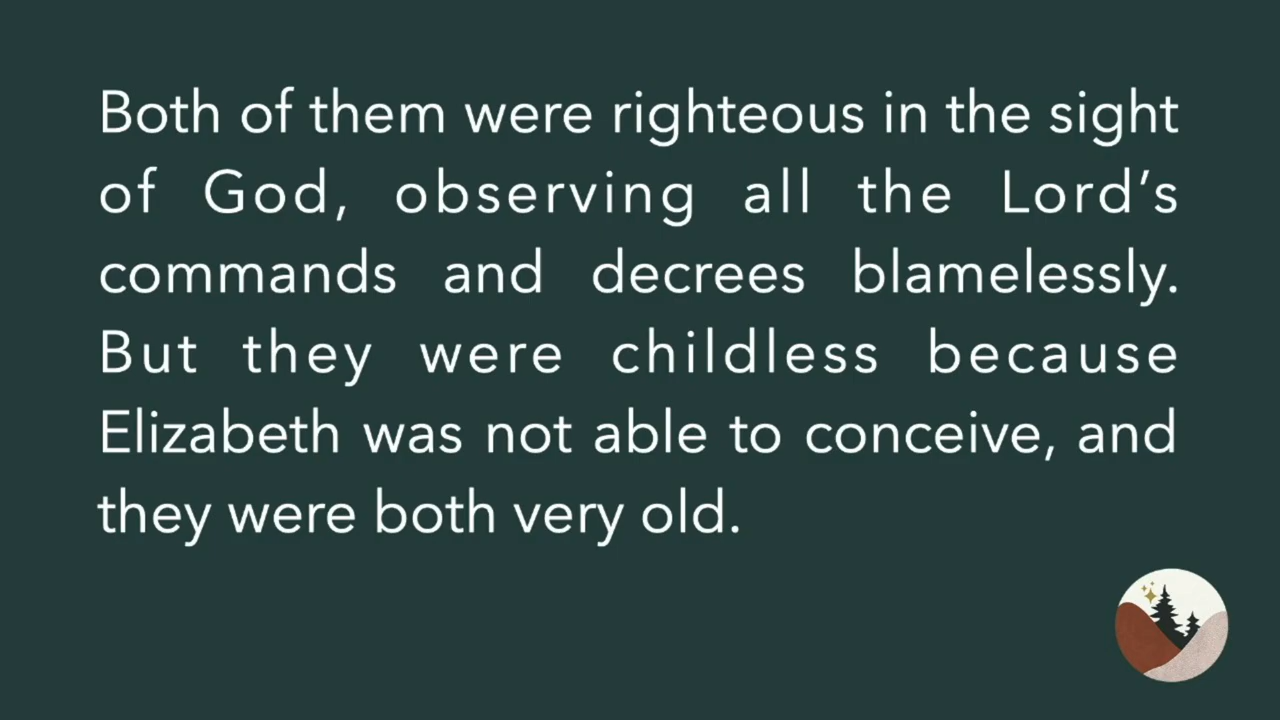 Both of them were righteous in the sight
of God, observing all the Lord’s
commands and decrees blamelessly.
But they were childless because
Elizabeth was not able to conceive, and
they were both very old.